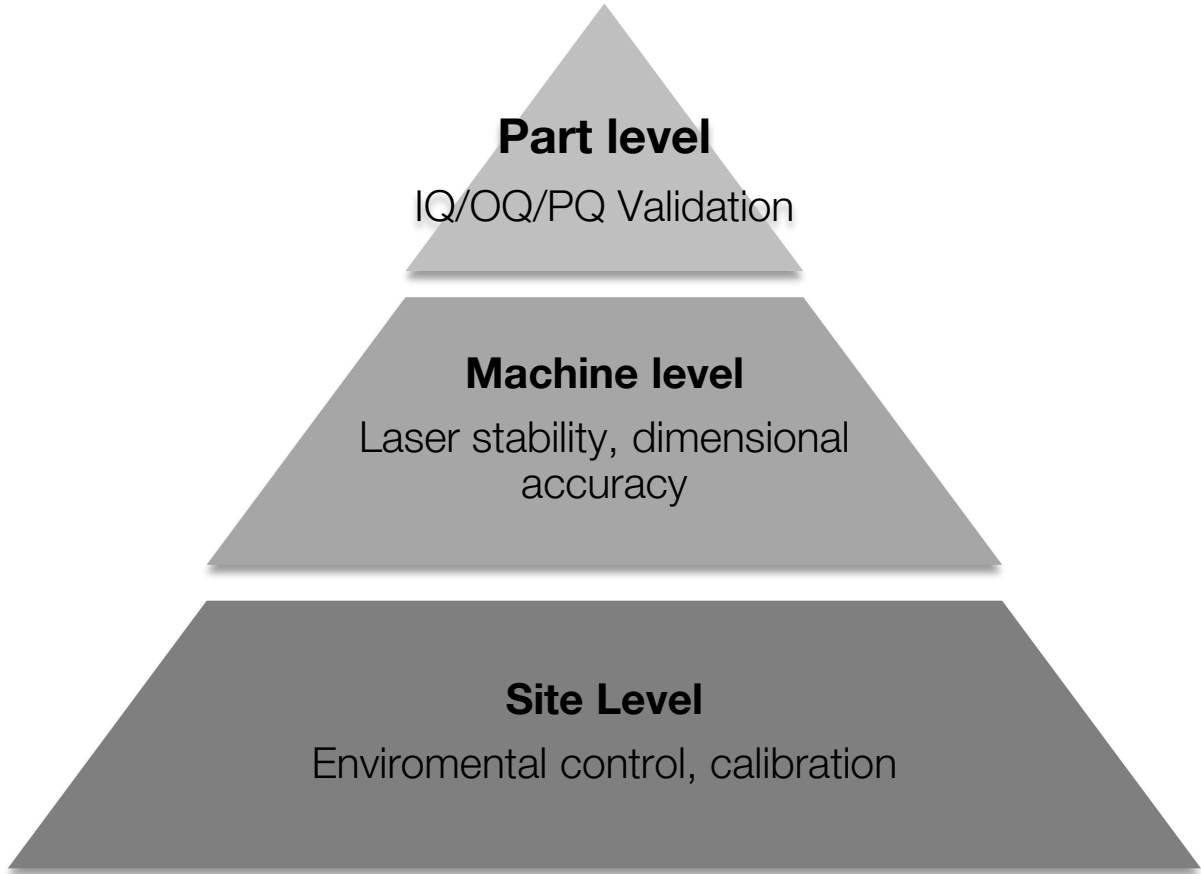 Part level
IQ/OQ/PQ Validation
Machine level
Laser stability, dimensional
accuracy
Site Level
Enviromental control, calibration